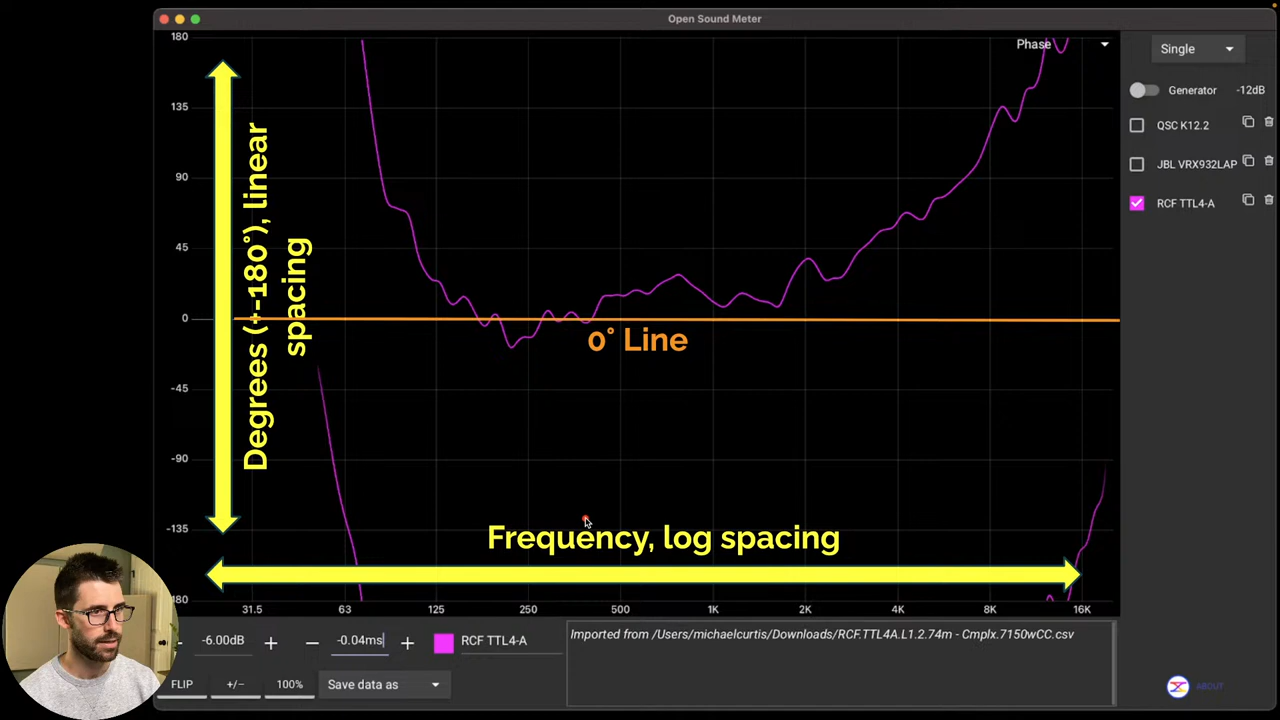 Open Sound Meter
180
135
90
45
0
-45
-90
-135
180
Phase
Degrees (+-180°), linear
spacing
0° Line
Frequency, log spacing
31.5 63 125 250 500 1K 2K 4K 8K 16K
Single
Generator -12dB
QSC K12.2
JBL VRX932LAP
RCF TTL4-A
-6.00dB + — -0.04ms +
RCF TTL4-A
FLIP +/− 100% Save data as
Imported from /Users/michaelcurtis/Downloads/RCF.TTL4A.L1.2.74m - Cmplx.7150wCC.csv
ABOUT